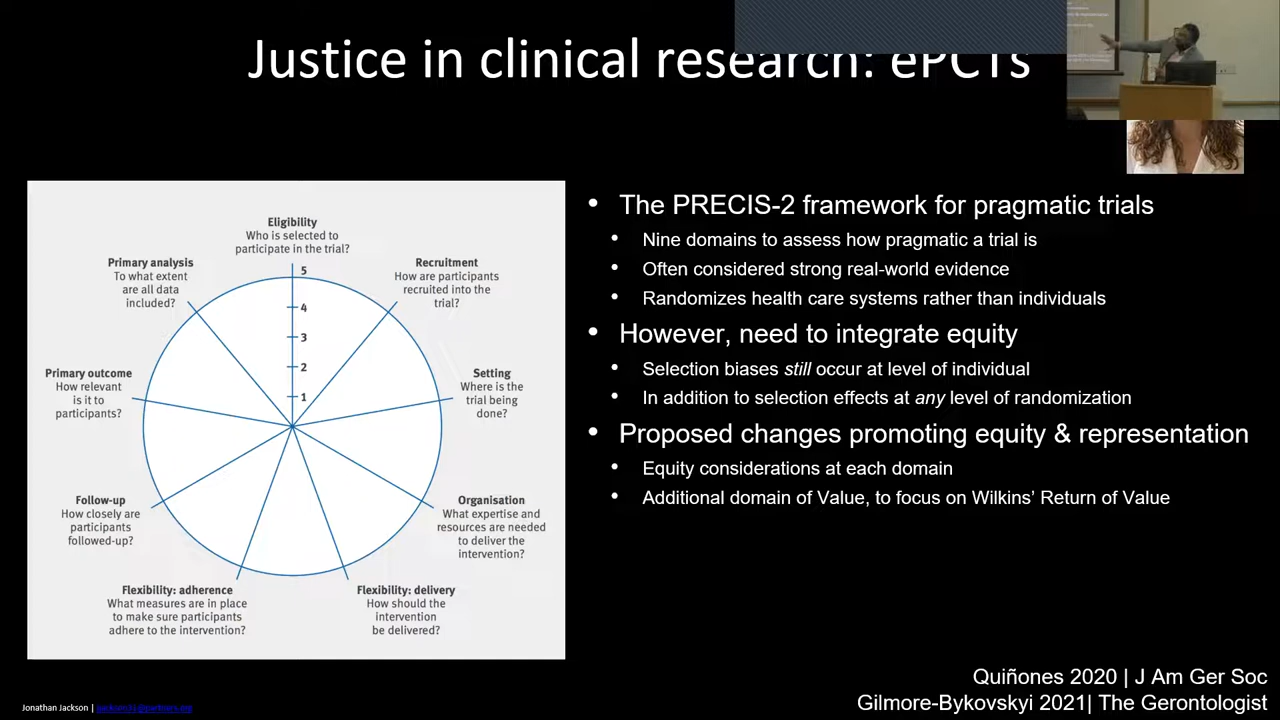 Justice in clinical research: ePCTs
Eligibility
Who is selected to
participate in the trial?
Primary analysis
To what extent
are all data
included?
Recruitment
How are participants
recruited into the
trial?
5
4
3
2
1
Primary outcome
How relevant
is it to
participants?
Setting
Where is the
trial being
done?
Follow-up
How closely are
participants
followed-up?
Organisation
What expertise and
resources are needed
to deliver the
intervention?
Flexibility: adherence
What measures are in place
to make sure participants
adhere to the intervention?
Flexibility: delivery
How should the
intervention
be delivered?
• The PRECIS-2 framework for pragmatic trials
• Nine domains to assess how pragmatic a trial is
• Often considered strong real-world evidence
• Randomizes health care systems rather than individuals
• However, need to integrate equity
• Selection biases still occur at level of individual
• In addition to selection effects at any level of randomization
• Proposed changes promoting equity & representation
• Equity considerations at each domain
• Additional domain of Value, to focus on Wilkins’ Return of Value
Quiñones 2020 | J Am Ger Soc
Gilmore-Bykovskyi 2021| The Gerontologist
Jonathan Jackson |